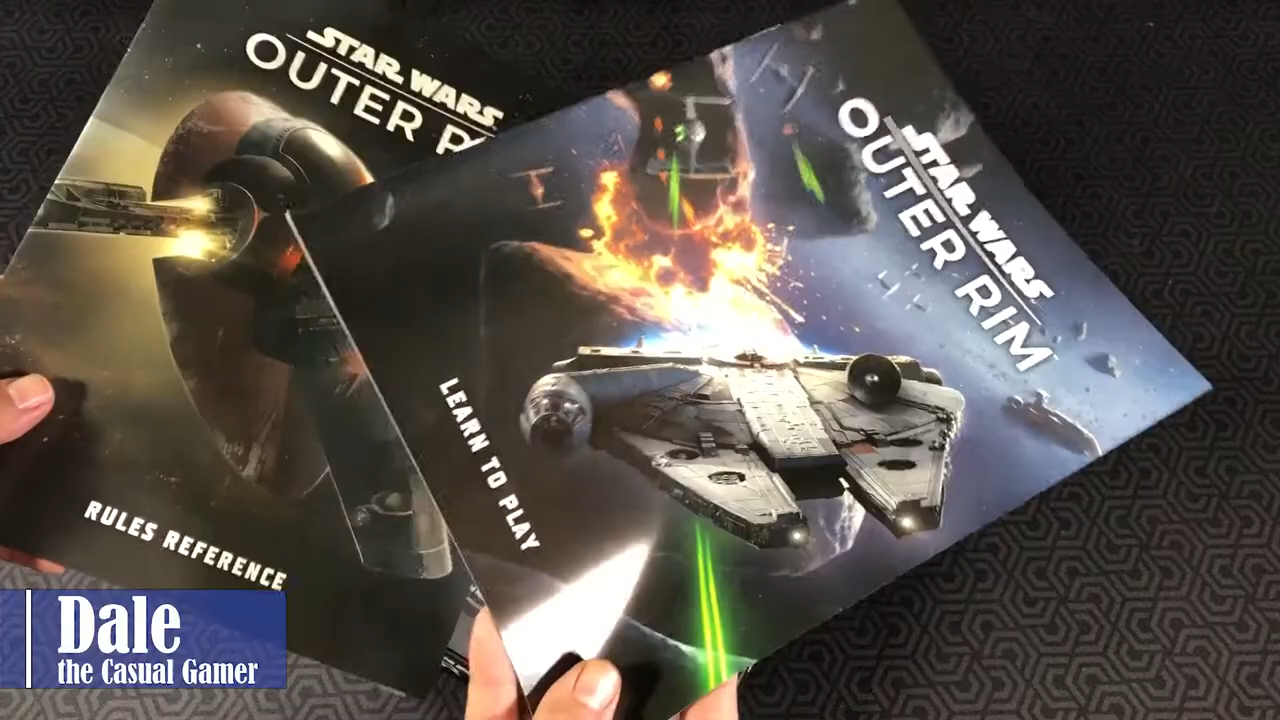 STAR WARS
OUTER R
STAR WARS
OUTER RIM
LEARN TO PLAY
RULES REFERENCE
Dale
the Casual Gamer